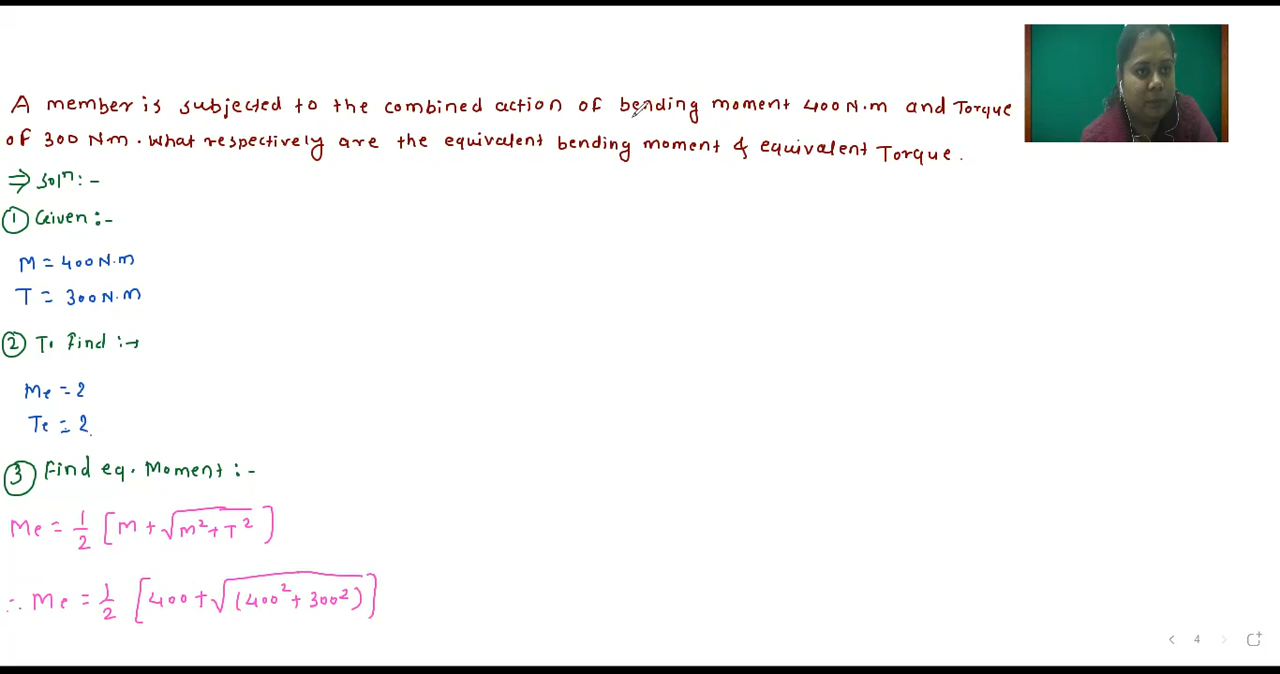 A member is subjected to the combined action of bending moment 400 N.m and Torque
of 300 Nm. What respectively are the equivalent bending moment & equivalent Torque.
⇒ Solⁿ :-
① Given :-
M = 400 N.m
T = 300 N.m
② To Find :→
Me = ?
Te = ?
③ Find eq. Moment :-
Me = 1/2 [M + √(m² + T²)]
∴ Me = 1/2 [400 + √(400² + 300²)]
< 4 >